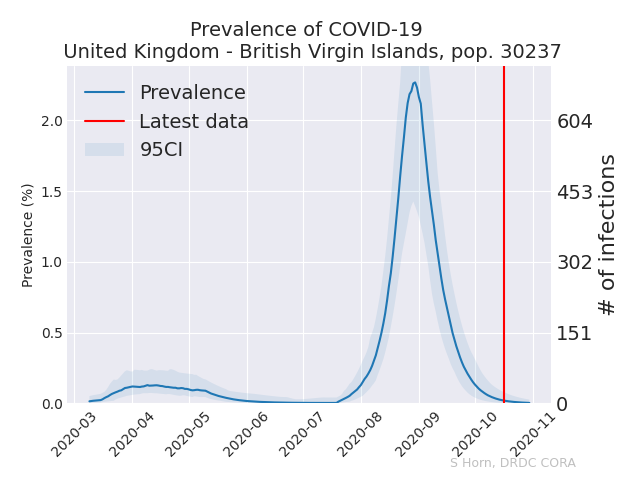 Prevalence of COVID-19
United Kingdom - British Virgin Islands, pop. 30237
Prevalence
Latest data
95CI
Prevalence (%)
2.0
1.5
1.0
0.5
0.0
604
453
302
151
0
# of infections
2020-03
2020-04
2020-05
2020-06
2020-07
2020-08
2020-09
2020-10
2020-11
S Horn, DRDC CORA